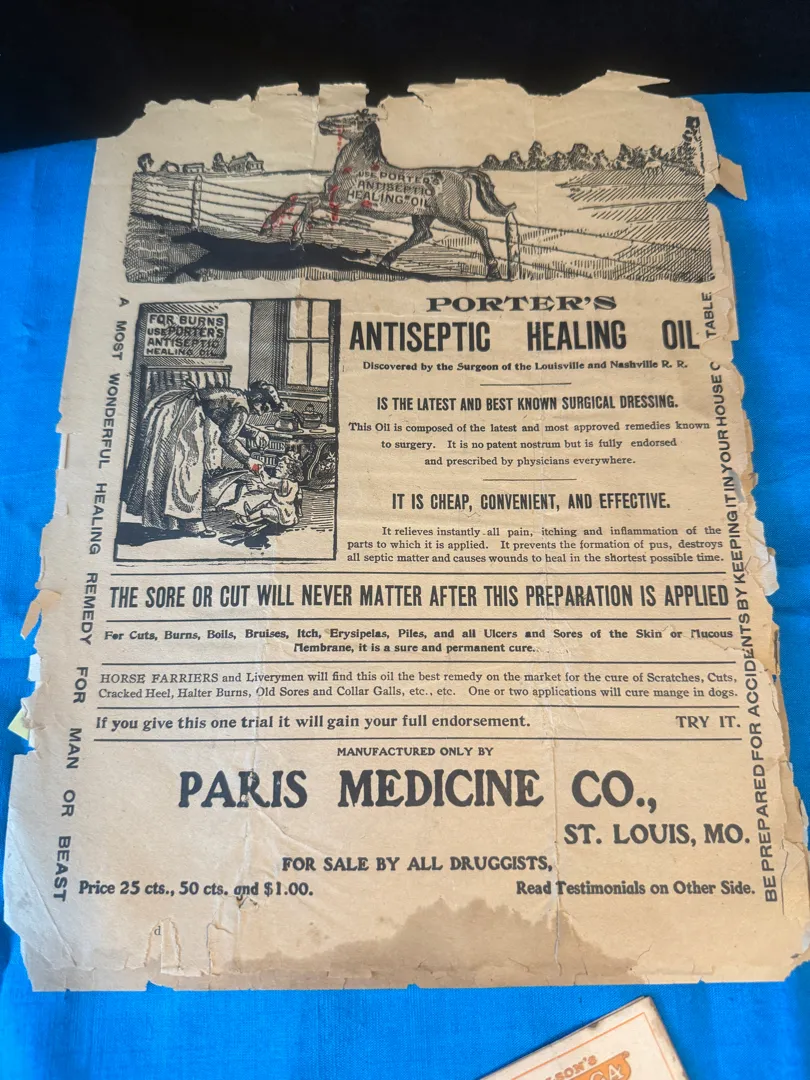 USE PORTER'S
ANTISEPTIC
HEALING OIL
FOR BURNS
USE PORTER'S
ANTISEPTIC
HEALING OIL
A MOST WONDERFUL HEALING REMEDY FOR MAN OR BEAST
PORTER'S
ANTISEPTIC HEALING OIL
Discovered by the Surgeon of the Louisville and Nashville R. R.
IS THE LATEST AND BEST KNOWN SURGICAL DRESSING.
This Oil is composed of the latest and most approved remedies known
to surgery. It is no patent nostrum but is fully endorsed
and prescribed by physicians everywhere.
IT IS CHEAP, CONVENIENT, AND EFFECTIVE.
It relieves instantly all pain, itching and inflammation of the
parts to which it is applied. It prevents the formation of pus, destroys
all septic matter and causes wounds to heal in the shortest possible time.
THE SORE OR CUT WILL NEVER MATTER AFTER THIS PREPARATION IS APPLIED
For Cuts, Burns, Boils, Bruises, Itch, Erysipelas, Piles, and all Ulcers and Sores of the Skin or Mucous
Membrane, it is a sure and permanent cure.
HORSE FARRIERS and Liverymen will find this oil the best remedy on the market for the cure of Scratches, Cuts,
Cracked Heel, Halter Burns, Old Sores and Collar Galls, etc., etc. One or two applications will cure mange in dogs.
If you give this one trial it will gain your full endorsement. TRY IT.
MANUFACTURED ONLY BY
PARIS MEDICINE CO.,
ST. LOUIS, MO.
FOR SALE BY ALL DRUGGISTS,
Price 25 cts., 50 cts. and $1.00. Read Testimonials on Other Side.
BE PREPARED FOR ACCIDENTS BY KEEPING IT IN YOUR HOUSE TABLE
d